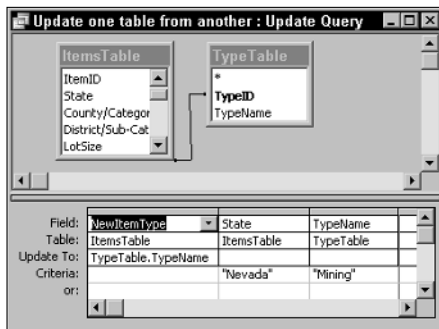 Update one table from another : Update Query
ItemsTable
ItemID
State
County/Categor
District/Sub-Cat
LotSize
TypeTable
*
TypeID
TypeName
Field: NewItemType State TypeName
Table: ItemsTable ItemsTable TypeTable
Update To: TypeTable.TypeName
Criteria: "Nevada" "Mining"
or: